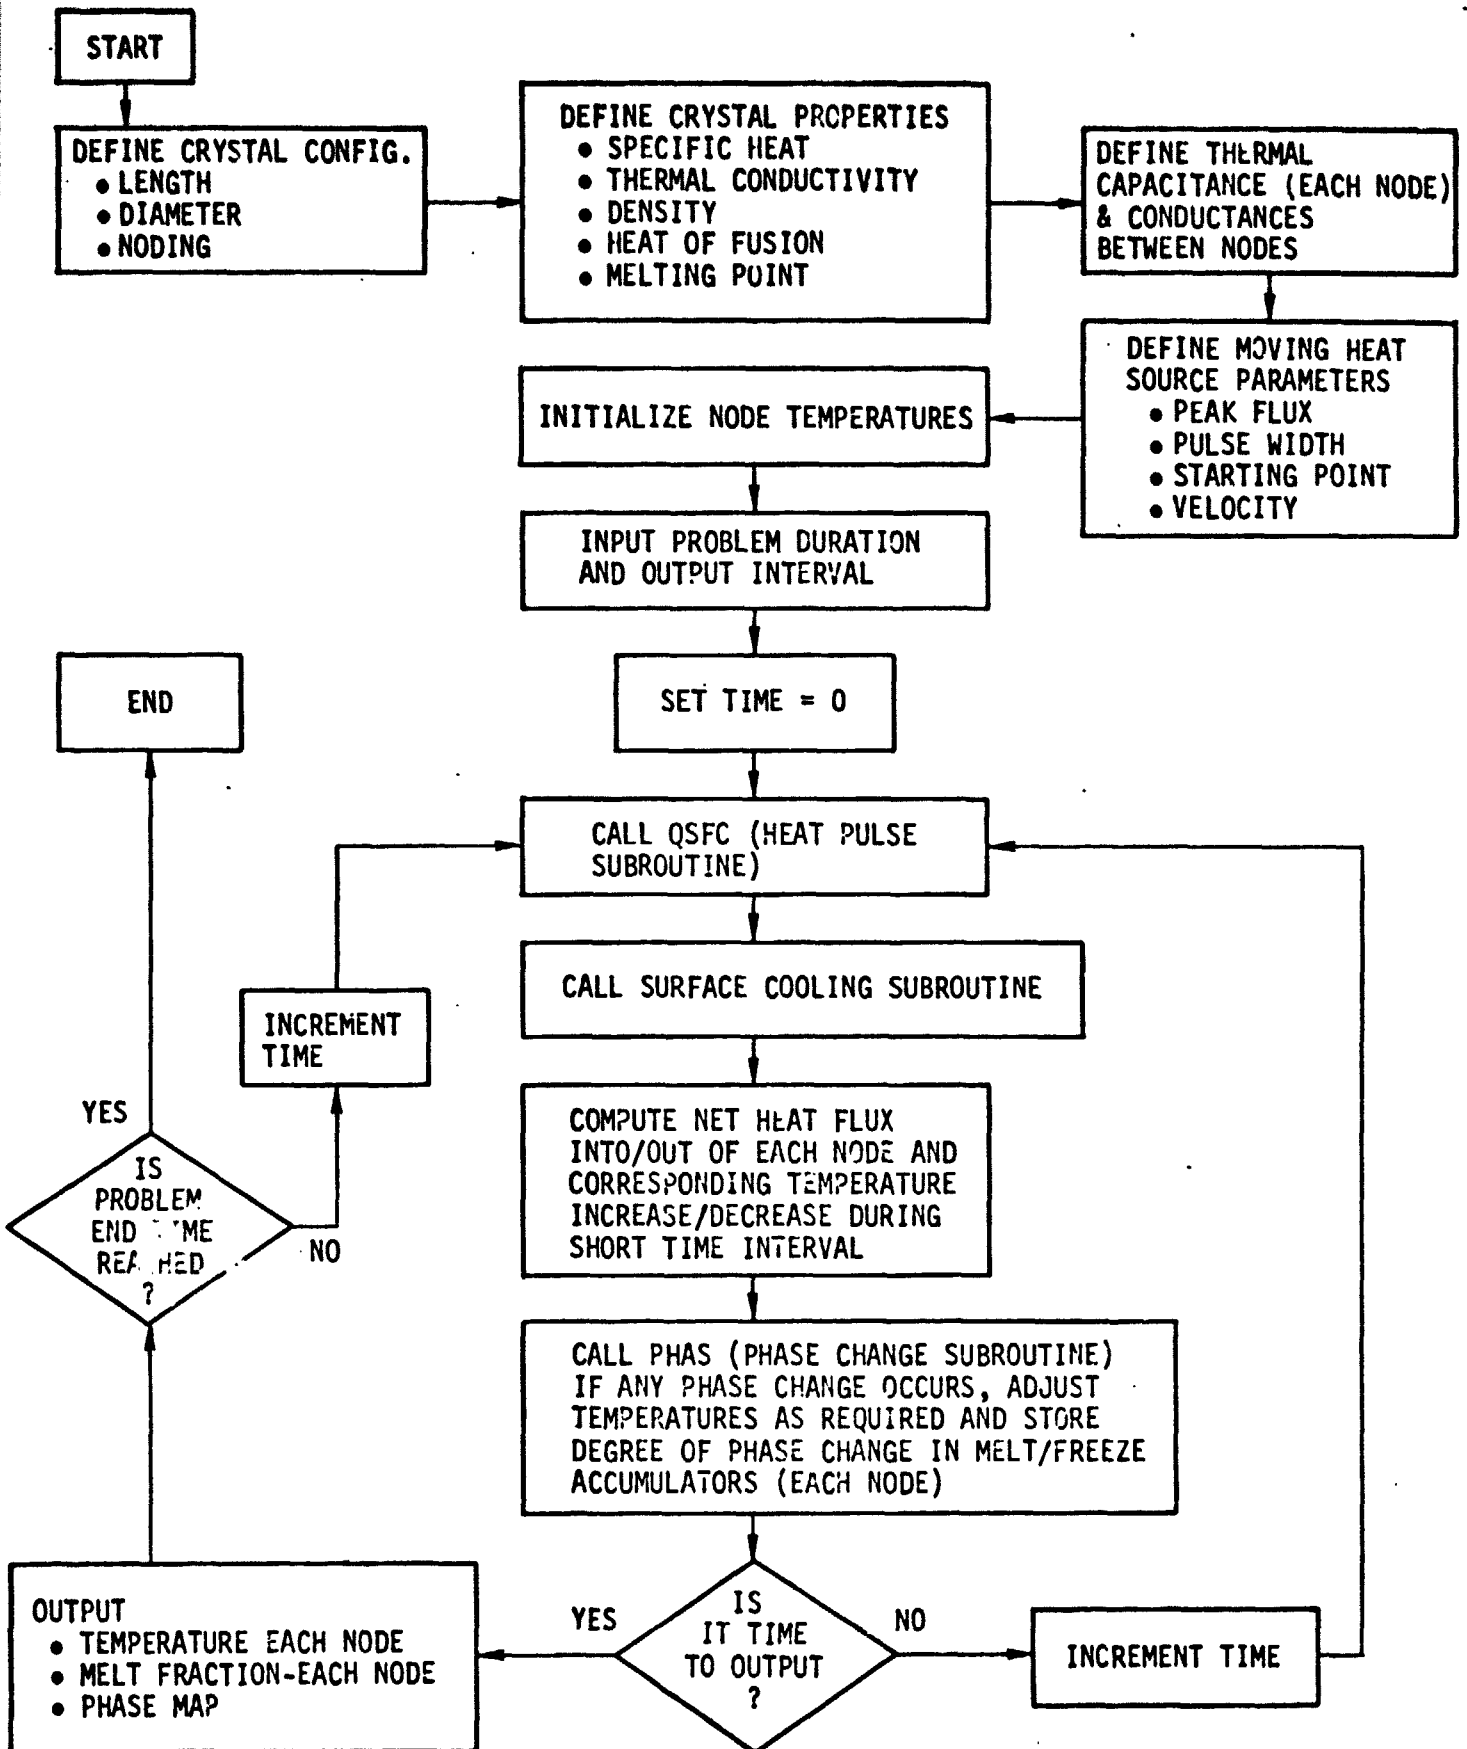 START
DEFINE CRYSTAL CONFIG.
● LENGTH
● DIAMETER
● NODING
DEFINE CRYSTAL PROPERTIES
● SPECIFIC HEAT
● THERMAL CONDUCTIVITY
● DENSITY
● HEAT OF FUSION
● MELTING POINT
DEFINE THERMAL
CAPACITANCE (EACH NODE)
& CONDUCTANCES
BETWEEN NODES
DEFINE MOVING HEAT
SOURCE PARAMETERS
● PEAK FLUX
● PULSE WIDTH
● STARTING POINT
● VELOCITY
INITIALIZE NODE TEMPERATURES
INPUT PROBLEM DURATION
AND OUTPUT INTERVAL
SET TIME = 0
CALL QSFC (HEAT PULSE
SUBROUTINE)
CALL SURFACE COOLING SUBROUTINE
COMPUTE NET HEAT FLUX
INTO/OUT OF EACH NODE AND
CORRESPONDING TEMPERATURE
INCREASE/DECREASE DURING
SHORT TIME INTERVAL
CALL PHAS (PHASE CHANGE SUBROUTINE)
IF ANY PHASE CHANGE OCCURS, ADJUST
TEMPERATURES AS REQUIRED AND STORE
DEGREE OF PHASE CHANGE IN MELT/FREEZE
ACCUMULATORS (EACH NODE)
IS
IT TIME
TO OUTPUT
?
YES
NO
INCREMENT TIME
OUTPUT
● TEMPERATURE EACH NODE
● MELT FRACTION-EACH NODE
● PHASE MAP
IS
PROBLEM
END TIME
REACHED
?
YES
NO
INCREMENT
TIME
END